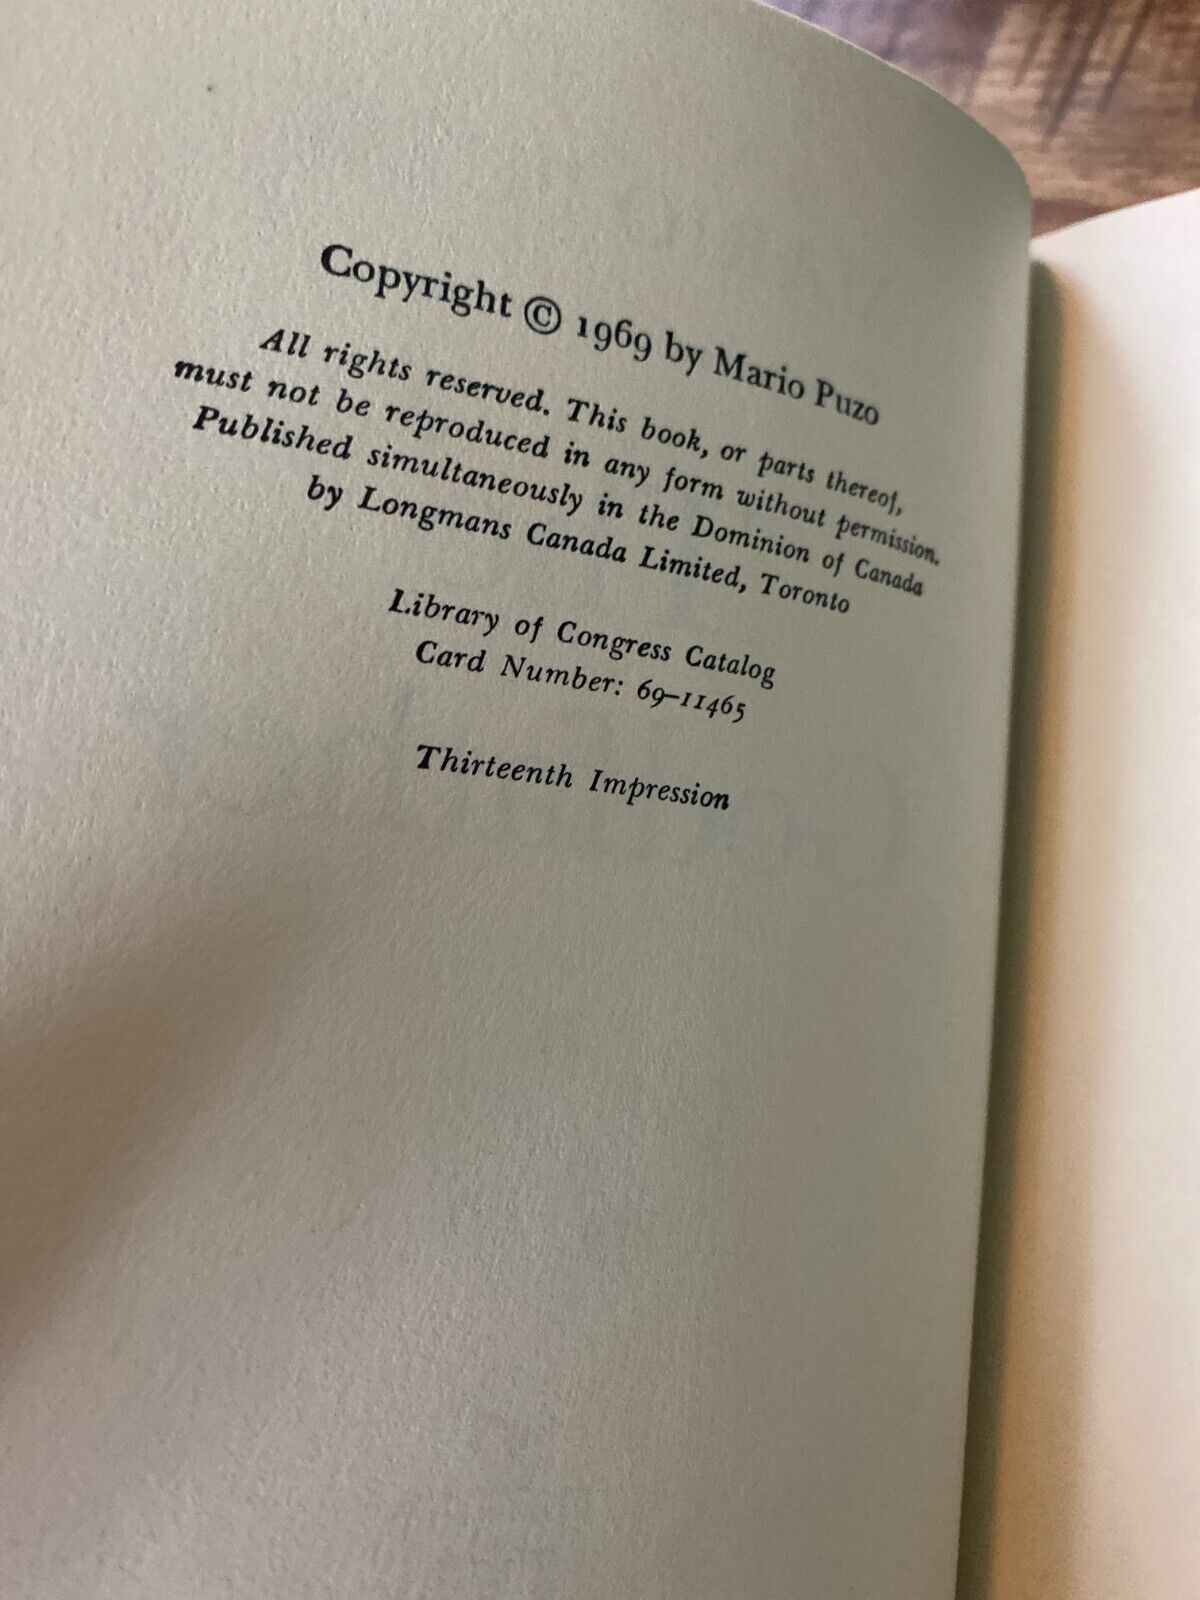 Copyright © 1969 by Mario Puzo
All rights reserved. This book, or parts thereof,
must not be reproduced in any form without permission.
Published simultaneously in the Dominion of Canada
by Longmans Canada Limited, Toronto
Library of Congress Catalog
Card Number: 69–11465
Thirteenth Impression